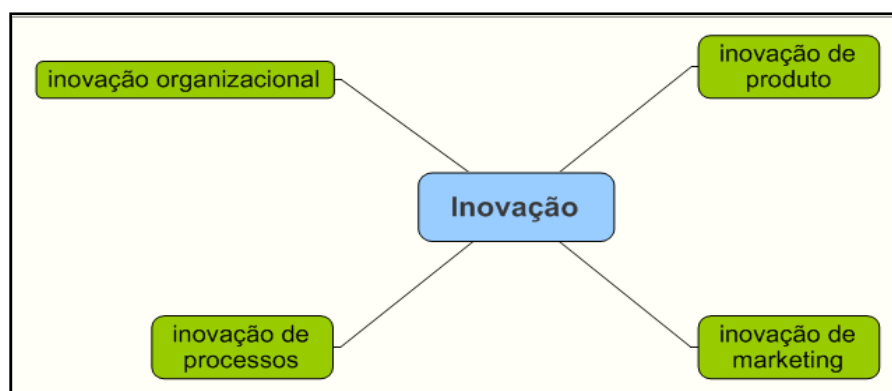 inovação organizacional
inovação de
produto
Inovação
inovação de
processos
inovação de
marketing